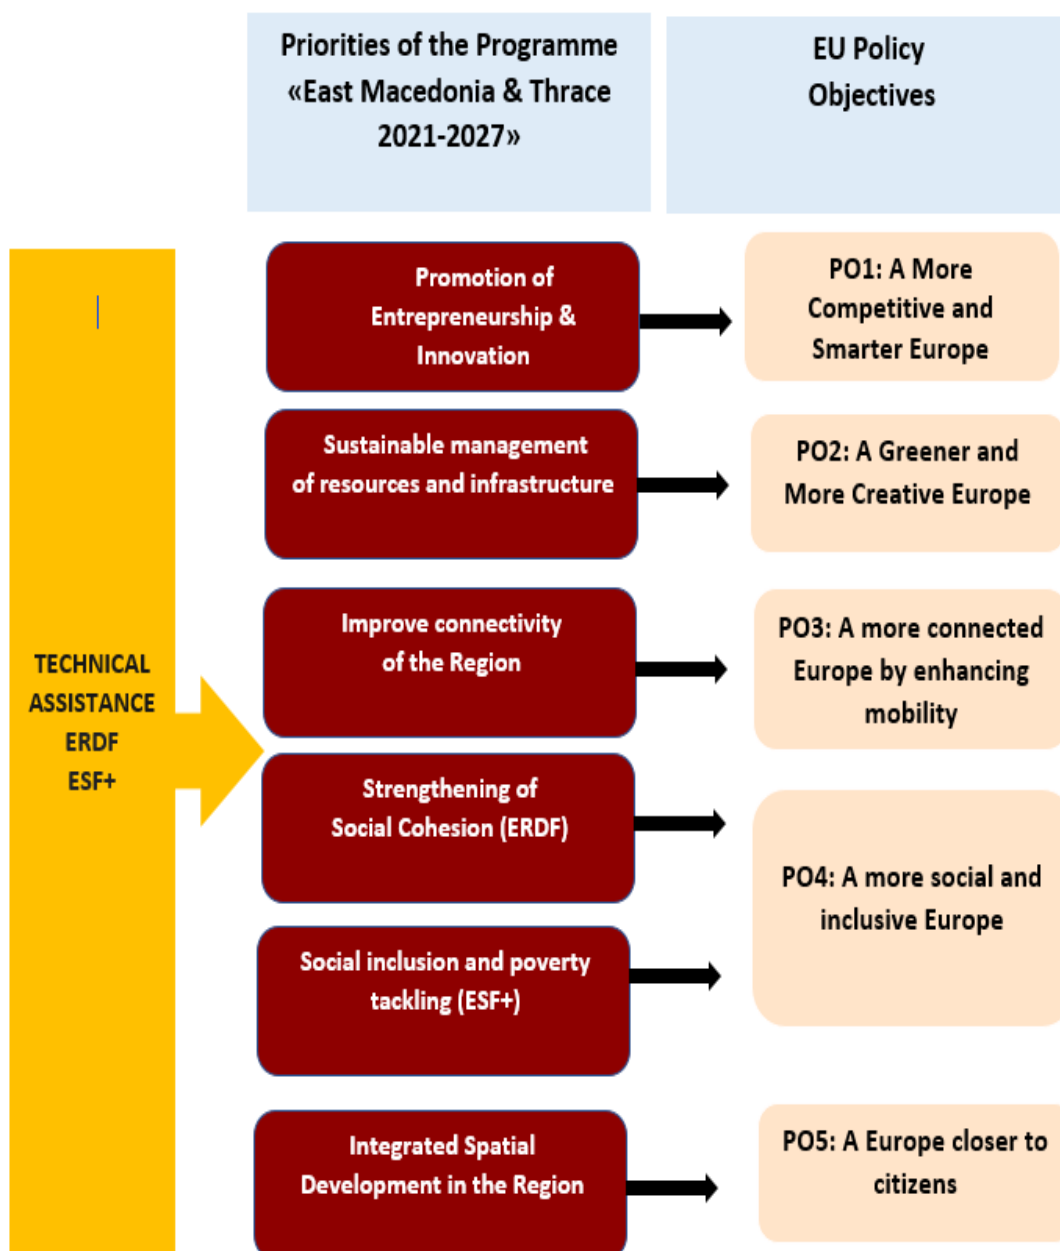 Priorities of the Programme
«East Macedonia & Thrace
2021-2027»
EU Policy
Objectives
TECHNICAL
ASSISTANCE
ERDF
ESF+
Promotion of
Entrepreneurship &
Innovation
PO1: A More
Competitive and
Smarter Europe
Sustainable management
of resources and infrastructure
PO2: A Greener and
More Creative Europe
Improve connectivity
of the Region
PO3: A more connected
Europe by enhancing
mobility
Strengthening of
Social Cohesion (ERDF)
Social inclusion and poverty
tackling (ESF+)
PO4: A more social and
inclusive Europe
Integrated Spatial
Development in the Region
PO5: A Europe closer to
citizens